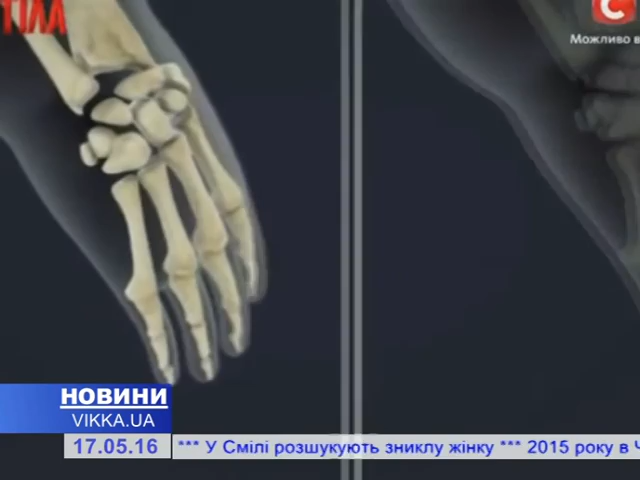 ТІЛА
Можливо в
НОВИНИ
VIKKA.UA
17.05.16 *** У Смілі розшукують зниклу жінку *** 2015 року в Ч